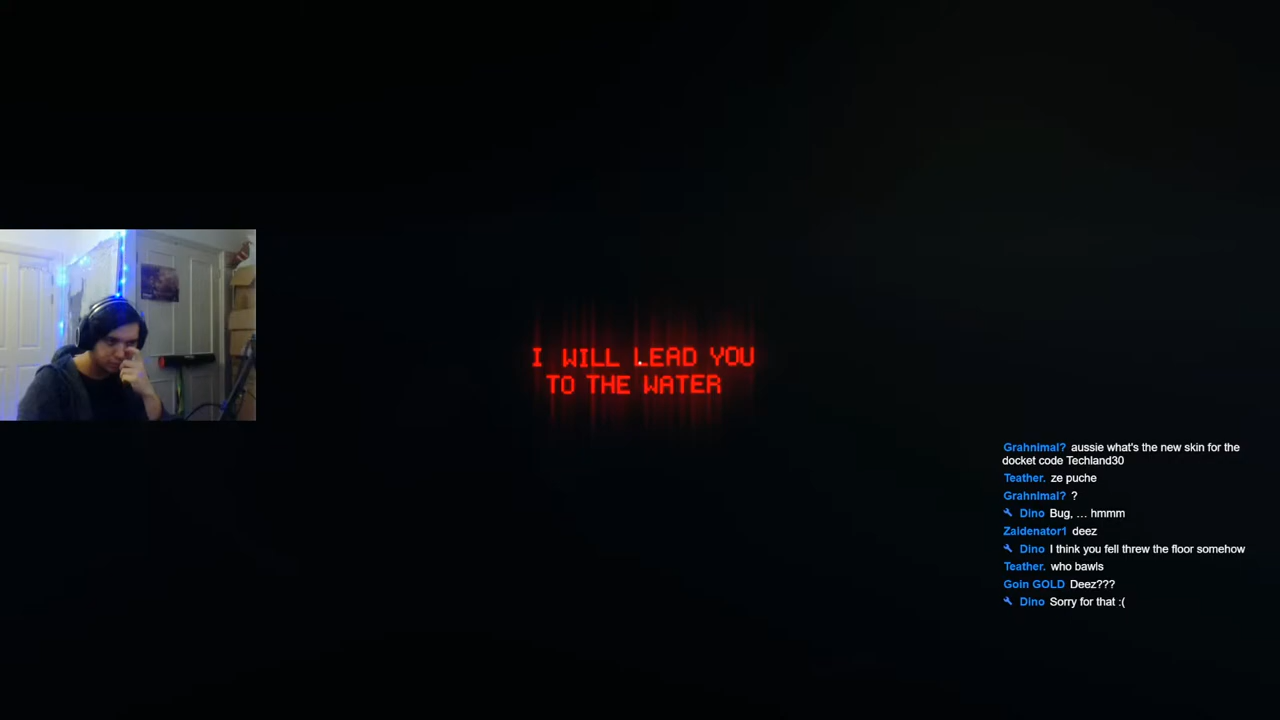 I WILL LEAD YOU
TO THE WATER
Grahnimal? aussie what's the new skin for the
docket code Techland30
Teather. ze puche
Grahnimal? ?
Dino Bug, … hmmm
Zaidenator1 deez
Dino I think you fell threw the floor somehow
Teather. who bawls
Goin GOLD Deez???
Dino Sorry for that :(